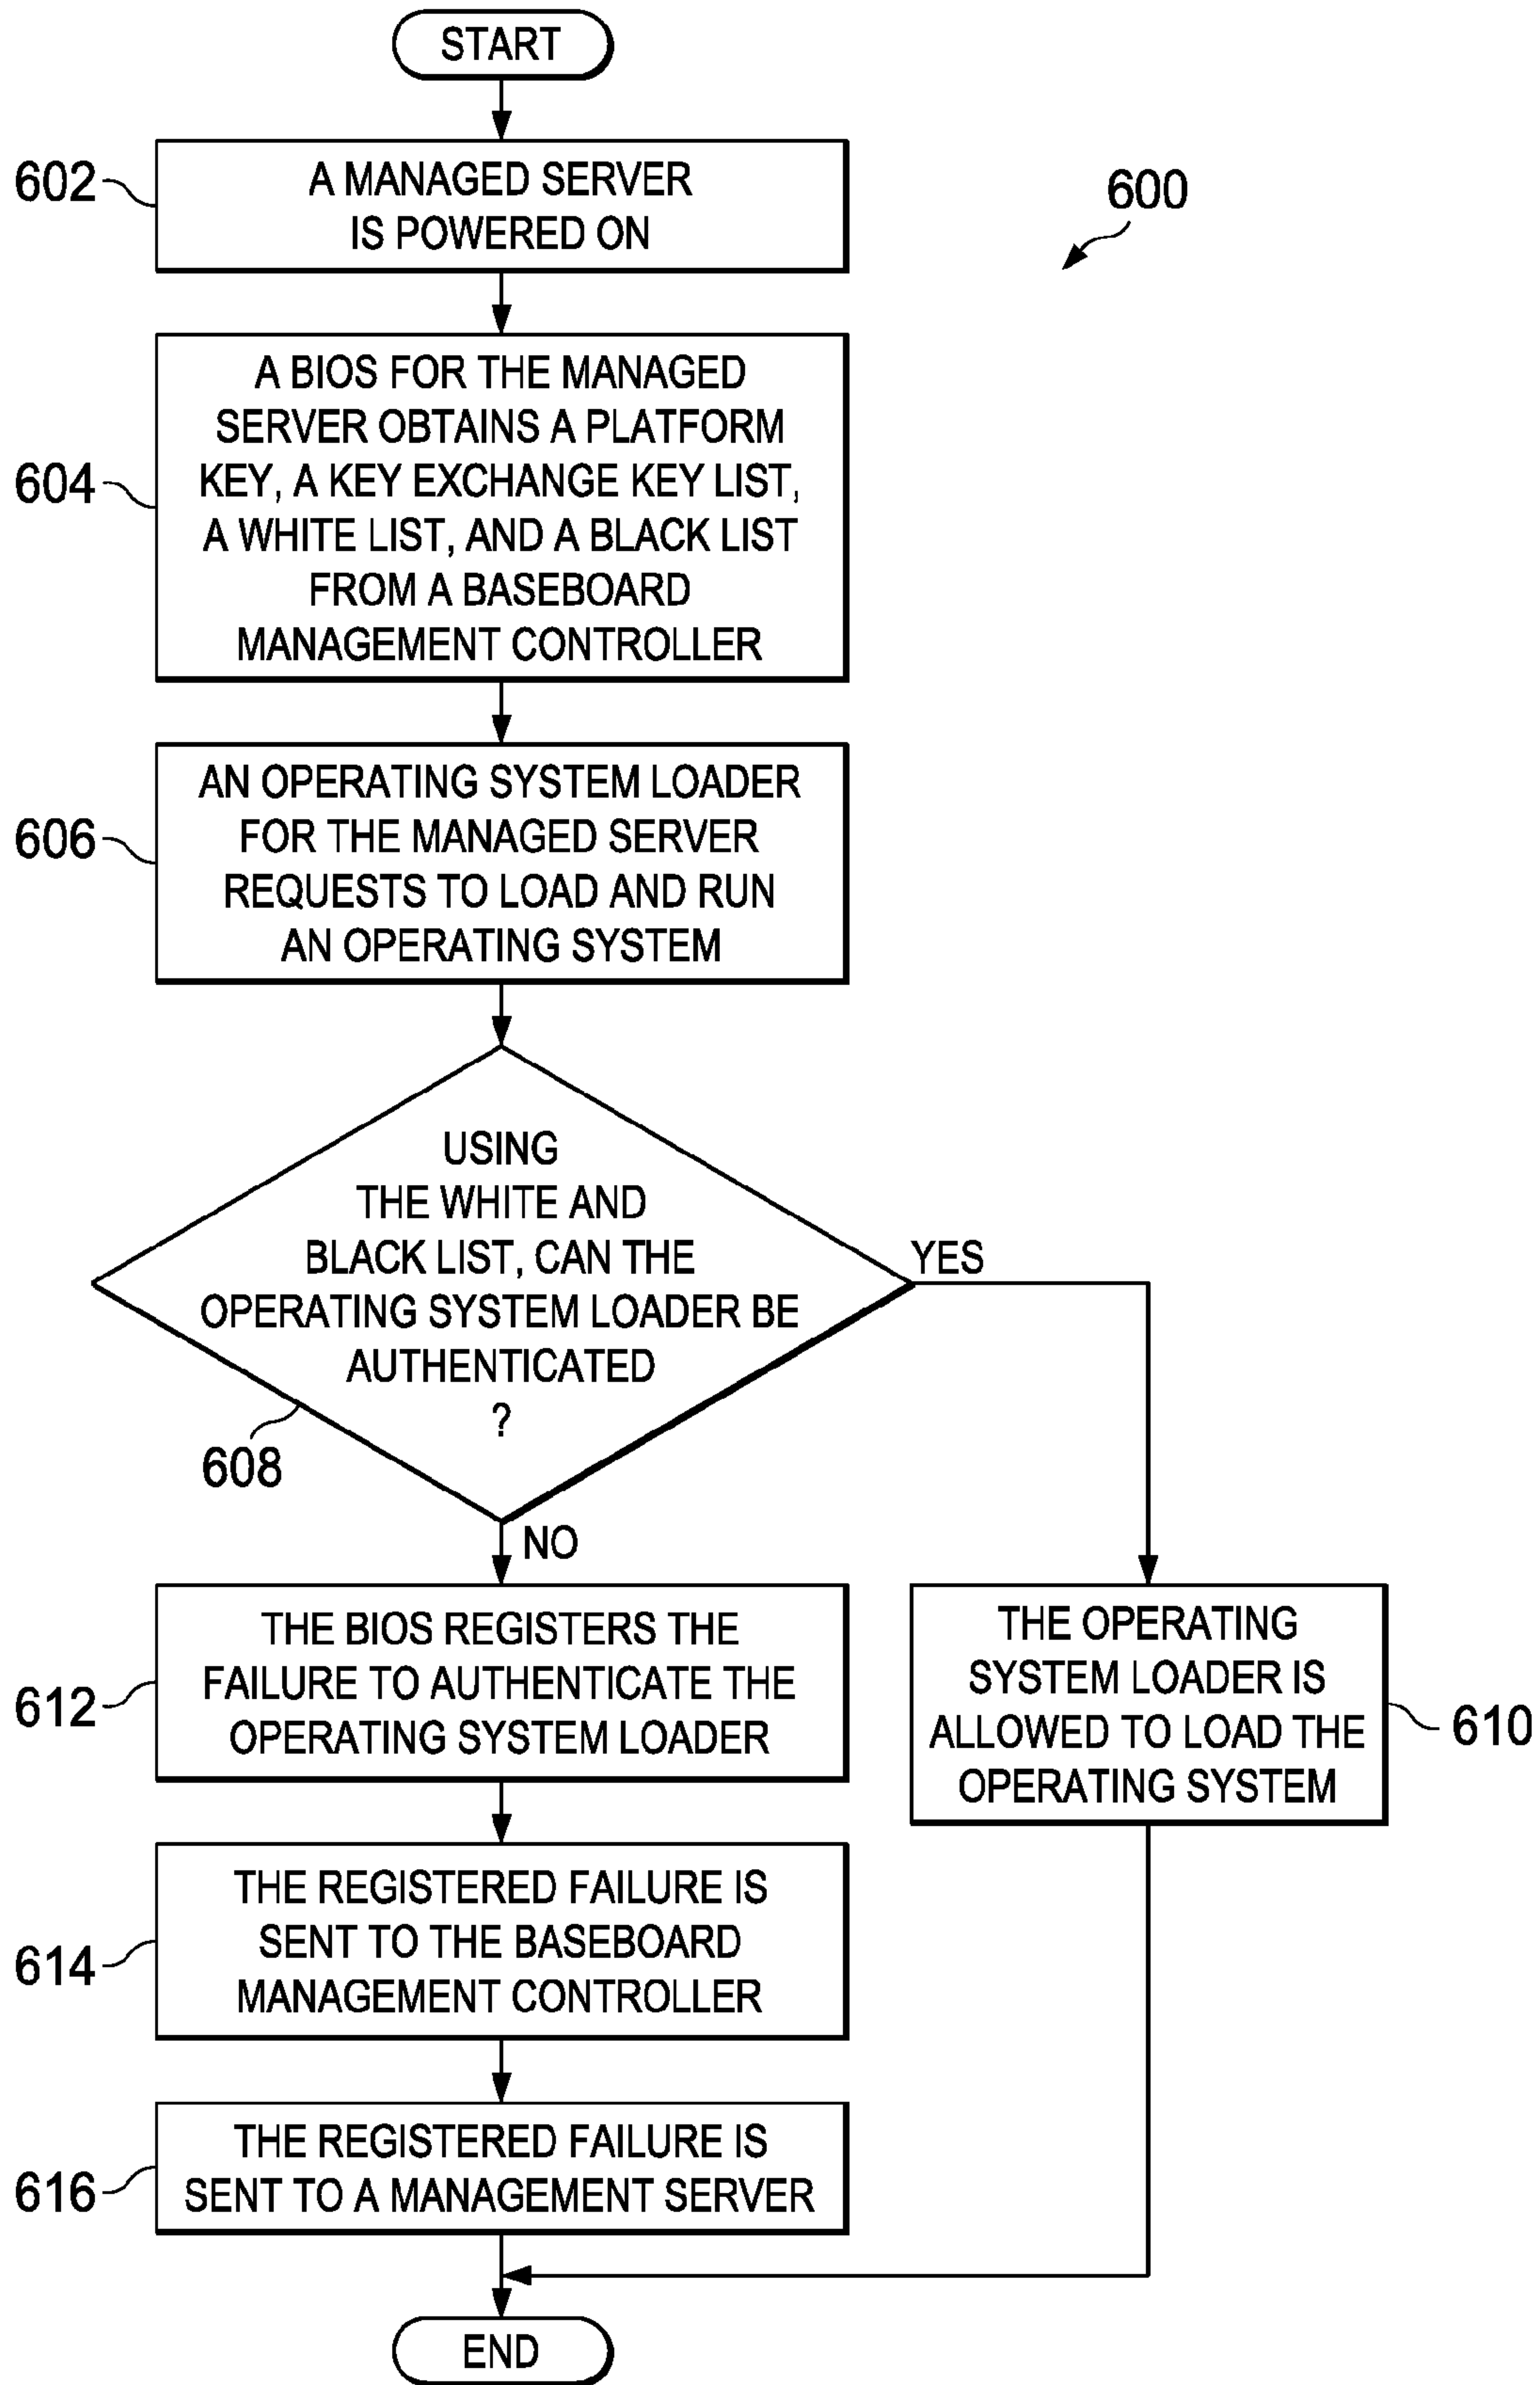 START
602
A MANAGED SERVER
IS POWERED ON
600
604
A BIOS FOR THE MANAGED
SERVER OBTAINS A PLATFORM
KEY, A KEY EXCHANGE KEY LIST,
A WHITE LIST, AND A BLACK LIST
FROM A BASEBOARD
MANAGEMENT CONTROLLER
606
AN OPERATING SYSTEM LOADER
FOR THE MANAGED SERVER
REQUESTS TO LOAD AND RUN
AN OPERATING SYSTEM
USING
THE WHITE AND
BLACK LIST, CAN THE
OPERATING SYSTEM LOADER BE
AUTHENTICATED
?
608
YES
NO
612
THE BIOS REGISTERS THE
FAILURE TO AUTHENTICATE THE
OPERATING SYSTEM LOADER
THE OPERATING
SYSTEM LOADER IS
ALLOWED TO LOAD THE
OPERATING SYSTEM
610
614
THE REGISTERED FAILURE IS
SENT TO THE BASEBOARD
MANAGEMENT CONTROLLER
616
THE REGISTERED FAILURE IS
SENT TO A MANAGEMENT SERVER
END